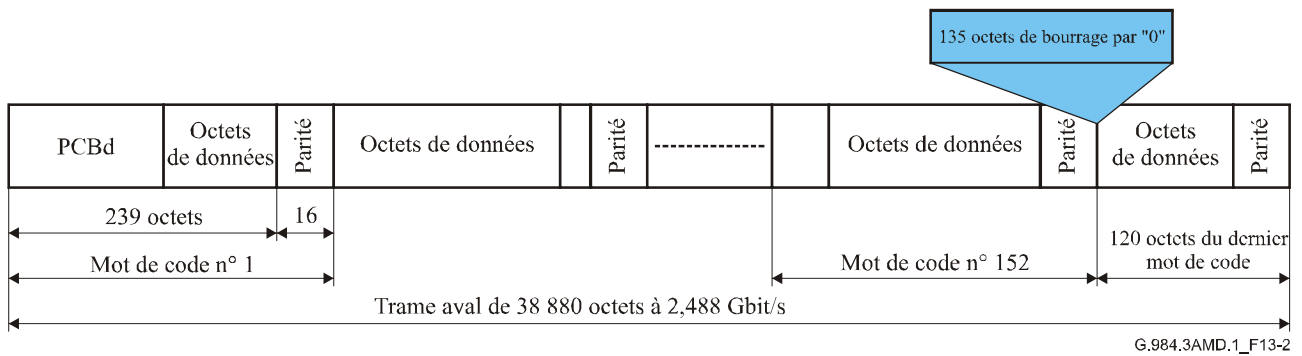 135 octets de bourrage par "0"
PCBd
Octets
de données
Parité
Octets de données
Parité
Octets de données
Parité
Octets
de données
Parité
239 octets
16
Mot de code n° 1
Mot de code n° 152
120 octets du dernier
mot de code
Trame aval de 38 880 octets à 2,488 Gbit/s
G.984.3AMD.1_F13-2